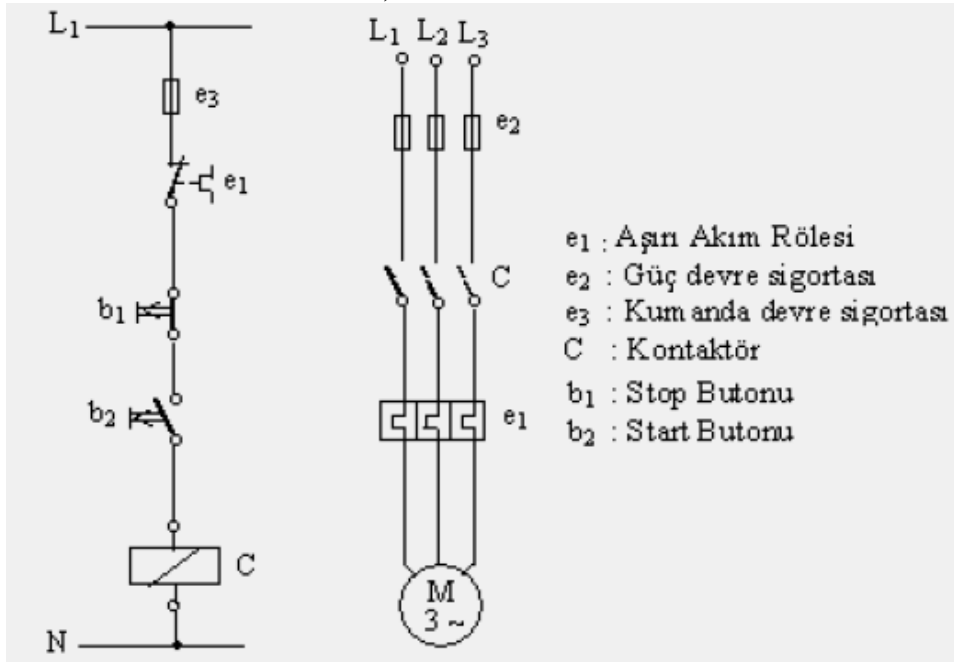 L1
e3
e1
b1
b2
C
N
L1 L2 L3
e2
C
e1
M
3 ~
e1 : Aşırı Akım Rölesi
e2 : Güç devre sigortası
e3 : Kumanda devre sigortası
C : Kontaktör
b1 : Stop Butonu
b2 : Start Butonu